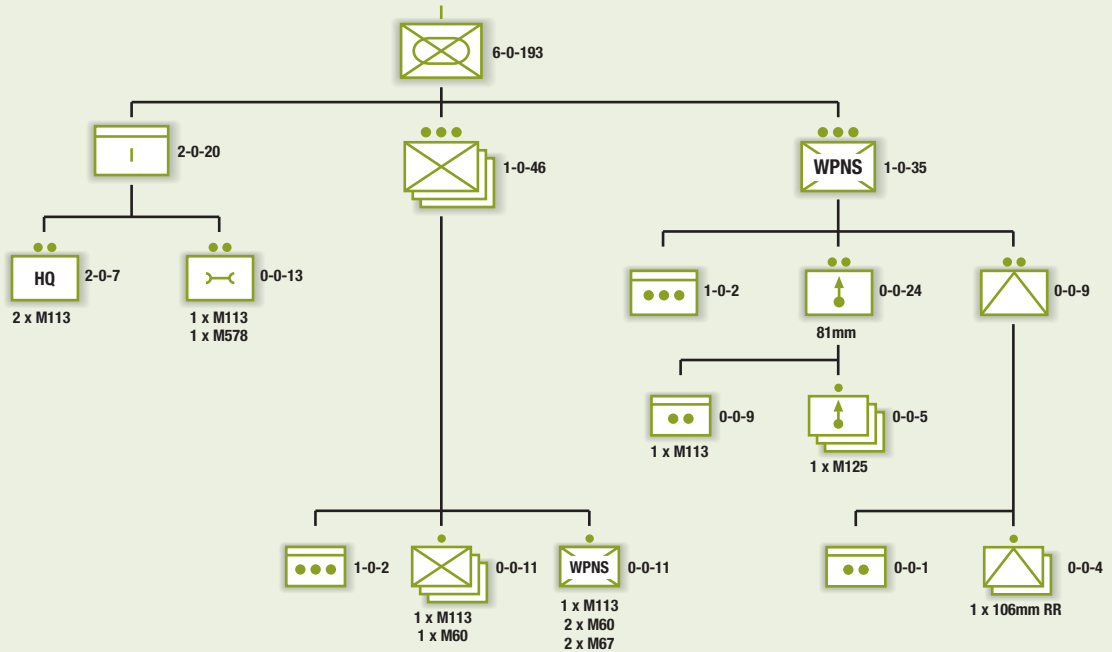 6-0-193
2-0-20
1-0-46
WPNS
1-0-35
HQ
2-0-7
2 x M113
0-0-13
1 x M113
1 x M578
1-0-2
0-0-24
81mm
0-0-9
0-0-9
1 x M113
0-0-5
1 x M125
1-0-2
0-0-11
1 x M113
1 x M60
WPNS
0-0-11
1 x M113
2 x M60
2 x M67
0-0-1
0-0-4
1 x 106mm RR